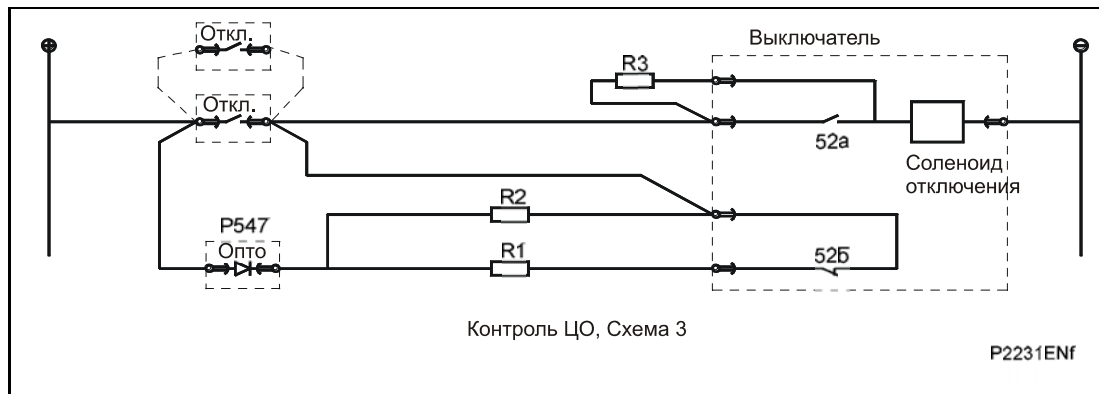 Откл.
Выключатель
R3
Откл.
52a
Соленоид
отключения
R2
P547
Опто
R1
52б
Контроль ЦО, Схема 3
P2231ENf